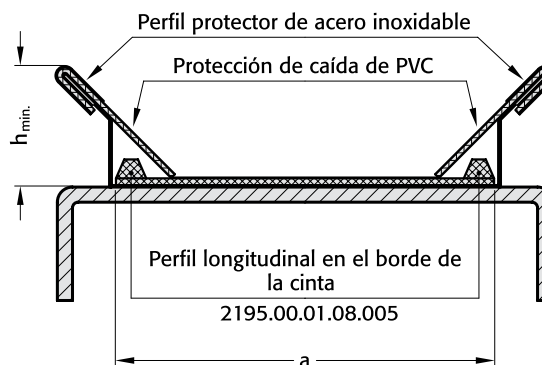 Perfil protector de acero inoxidable
Protección de caída de PVC
hmin.
Perfil longitudinal en el borde de
la cinta
2195.00.01.08.005
a